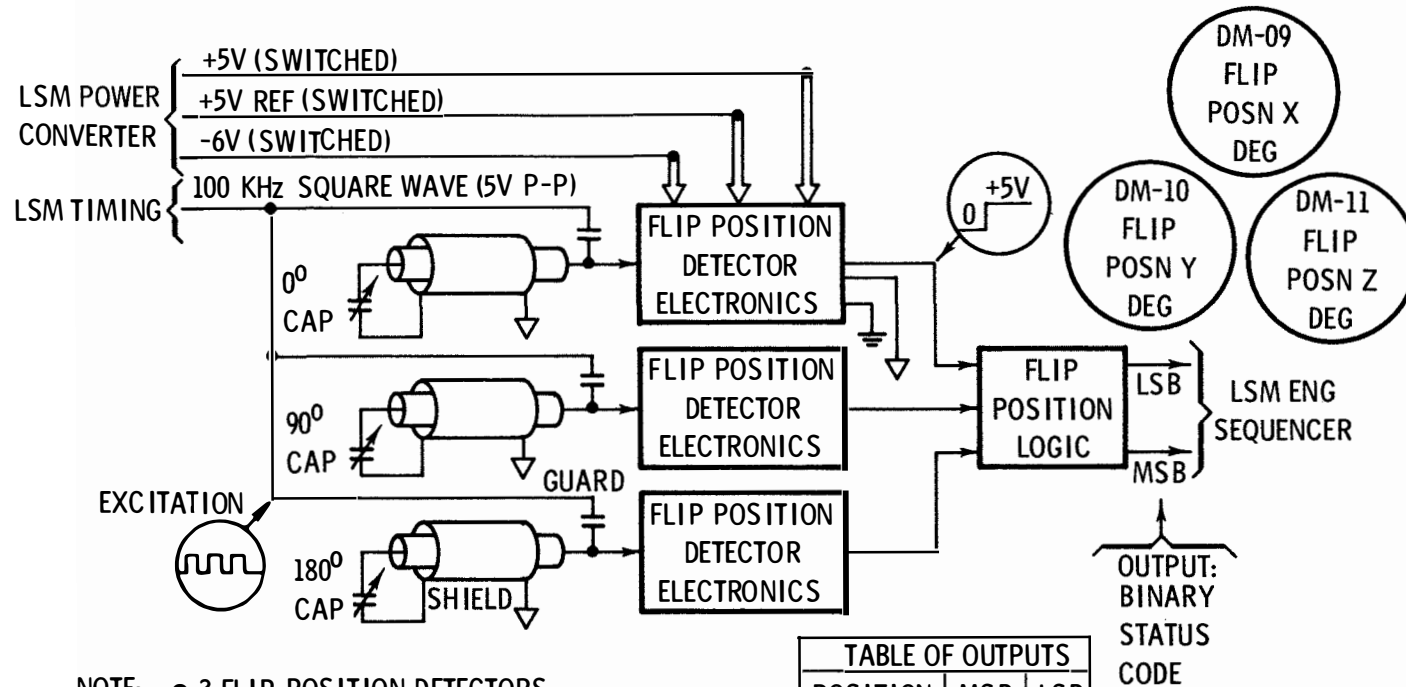 +5V (SWITCHED)
LSM POWER CONVERTER
+5V REF (SWITCHED)
-6V (SWITCHED)
LSM TIMING
100 KHz SQUARE WAVE (5V P-P)
DM-09
FLIP
POSN X
DEG
DM-10
FLIP
POSN Y
DEG
DM-11
FLIP
POSN Z
DEG
+5V
0
0⁰
CAP
FLIP POSITION
DETECTOR
ELECTRONICS
90⁰
CAP
FLIP POSITION
DETECTOR
ELECTRONICS
GUARD
EXCITATION
180⁰
CAP
SHIELD
FLIP POSITION
DETECTOR
ELECTRONICS
FLIP
POSITION
LOGIC
LSB
MSB
LSM ENG
SEQUENCER
OUTPUT:
BINARY
STATUS
CODE
TABLE OF OUTPUTS
POSITION MSB LSB
NOTE: ● 3 FLIP POSITION DETECTORS